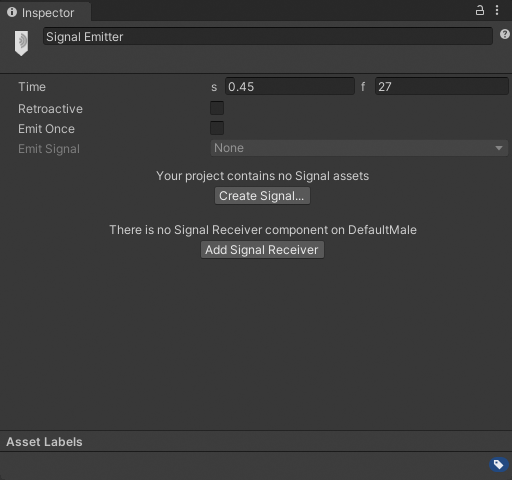 Inspector
Signal Emitter
Time s 0.45 f 27
Retroactive
Emit Once
Emit Signal None
Your project contains no Signal assets
Create Signal...
There is no Signal Receiver component on DefaultMale
Add Signal Receiver
Asset Labels